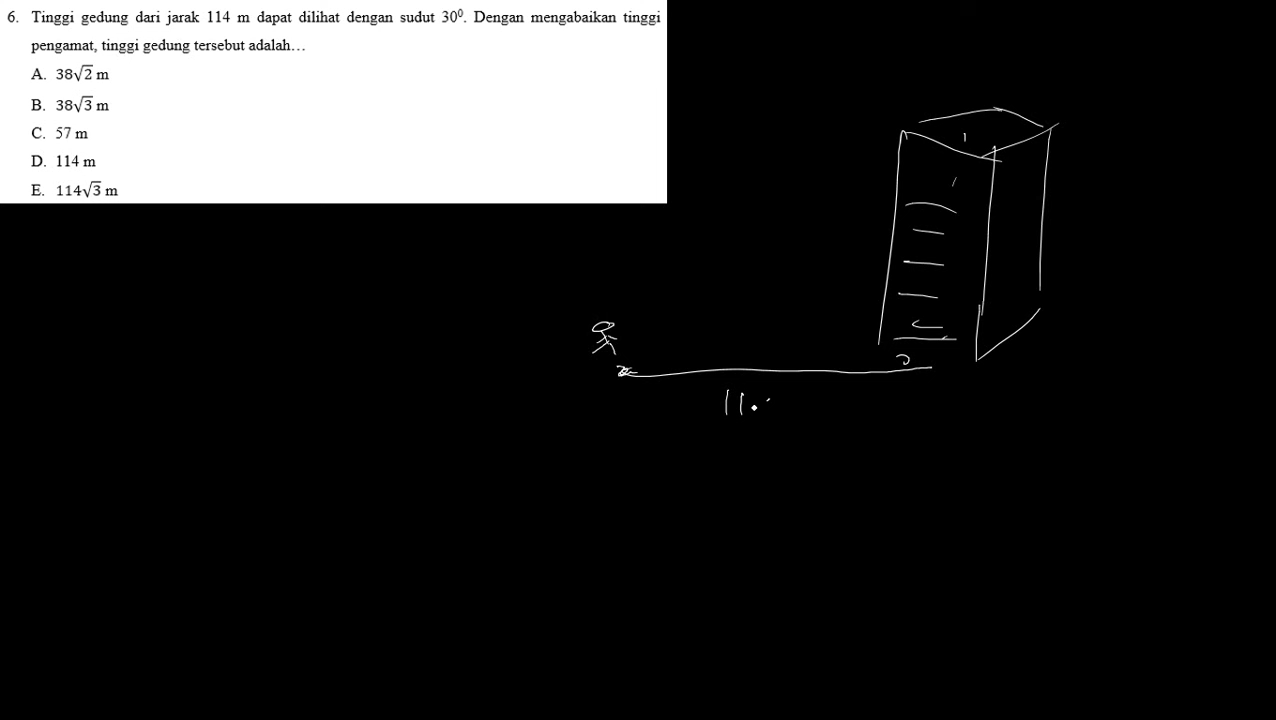 6. Tinggi gedung dari jarak 114 m dapat dilihat dengan sudut 30⁰. Dengan mengabaikan tinggi
pengamat, tinggi gedung tersebut adalah…
A. 38√2 m
B. 38√3 m
C. 57 m
D. 114 m
E. 114√3 m
11